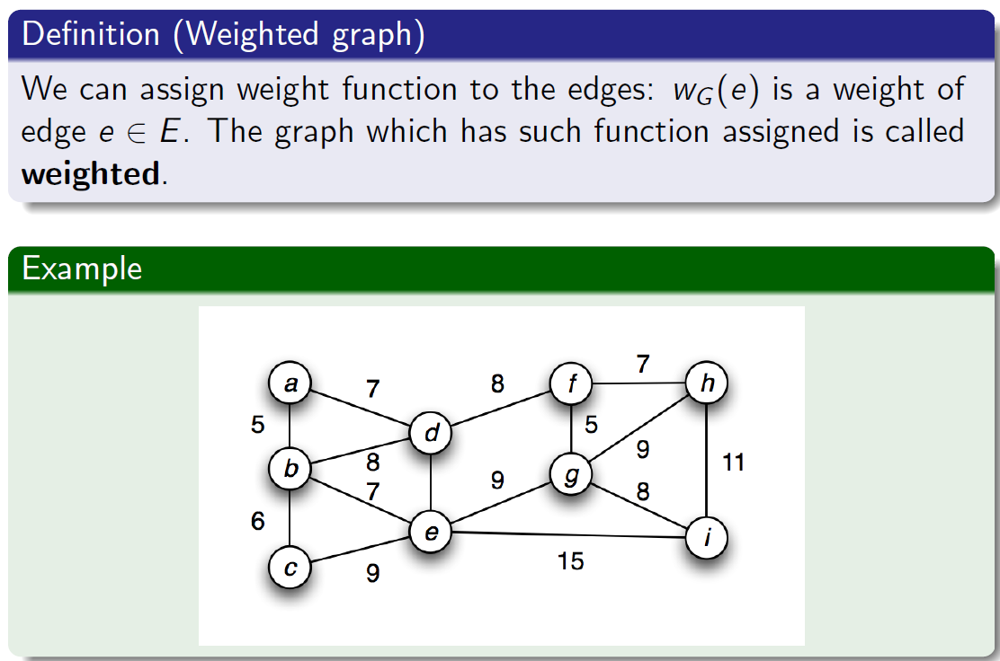 Definition (Weighted graph)
We can assign weight function to the edges: w_G(e) is a weight of
edge e ∈ E. The graph which has such function assigned is called
weighted.
Example
a 7 8 f 7 h
5 d 5
b 8 9 g 9 11
7 8
6 e i
c 9 15